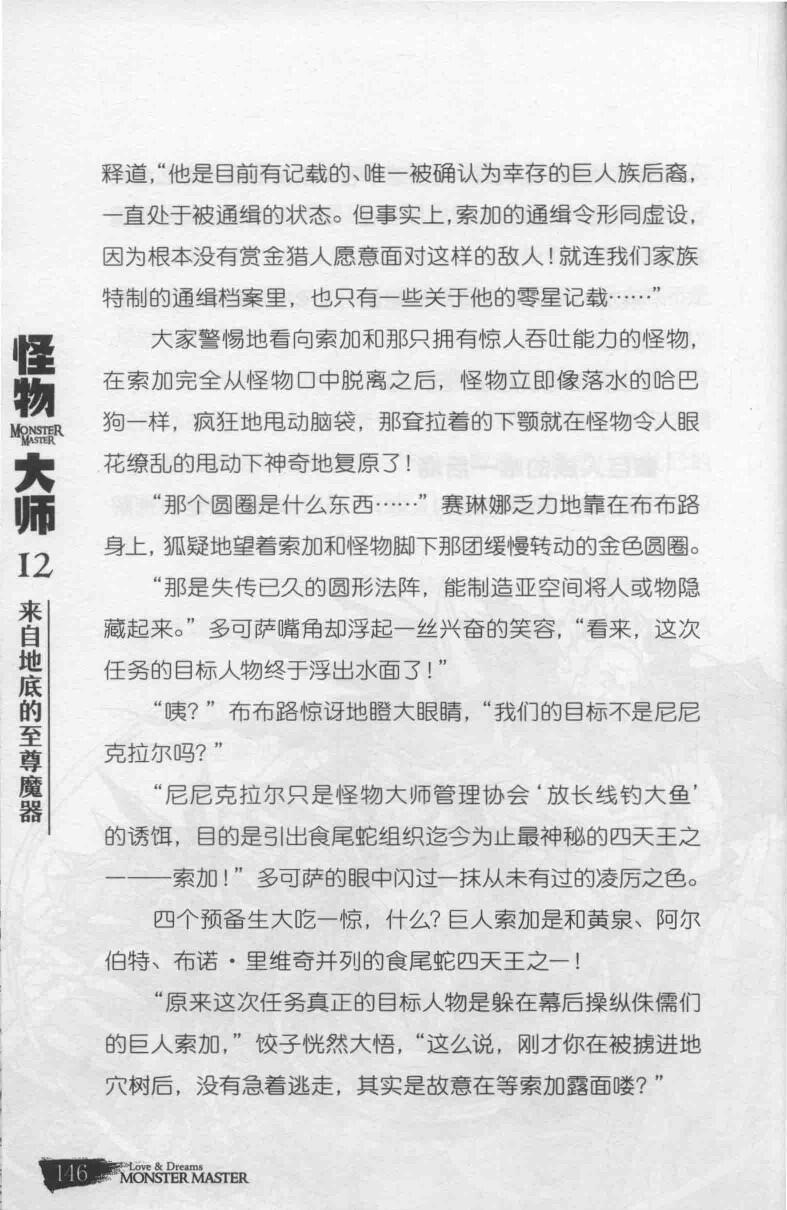 释道，“他是目前有记载的、唯一被确认为幸存的巨人族后裔，
一直处于被通缉的状态。但事实上，索加的通缉令形同虚设，
因为根本没有赏金猎人愿意面对这样的敌人！就连我们家族
特制的通缉档案里，也只有一些关于他的零星记载……”
大家警惕地看向索加和那只拥有惊人吞吐能力的怪物，
在索加完全从怪物口中脱离之后，怪物立即像落水的哈巴
狗一样，疯狂地甩动脑袋，那耷拉着的下颚就在怪物令人眼
花缭乱的甩动下神奇地复原了！
“那个圆圈是什么东西……”赛琳娜乏力地靠在布布路
身上，狐疑地望着索加和怪物脚下那团缓慢转动的金色圆圈。
“那是失传已久的圆形法阵，能制造亚空间将人或物隐
藏起来。”多可萨嘴角却浮起一丝兴奋的笑容，“看来，这次
任务的目标人物终于浮出水面了！”
“咦？”布布路惊讶地瞪大眼睛，“我们的目标不是尼尼
克拉尔吗？”
“尼尼克拉尔只是怪物大师管理协会‘放长线钓大鱼’
的诱饵，目的是引出食尾蛇组织迄今为止最神秘的四天王之
一——索加！”多可萨的眼中闪过一抹从未有过的凌厉之色。
四个预备生大吃一惊，什么？巨人索加是和黄泉、阿尔
伯特、布诺·里维奇并列的食尾蛇四天王之一！
“原来这次任务真正的目标人物是躲在幕后操纵侏儒们
的巨人索加，”饺子恍然大悟，“这么说，刚才你在被掳进地
穴树后，没有急着逃走，其实是故意在等索加露面喽？”
怪物
MONSTER
MASTER
大师
12
来自地底的至尊魔器
146
Love & Dreams
MONSTER MASTER